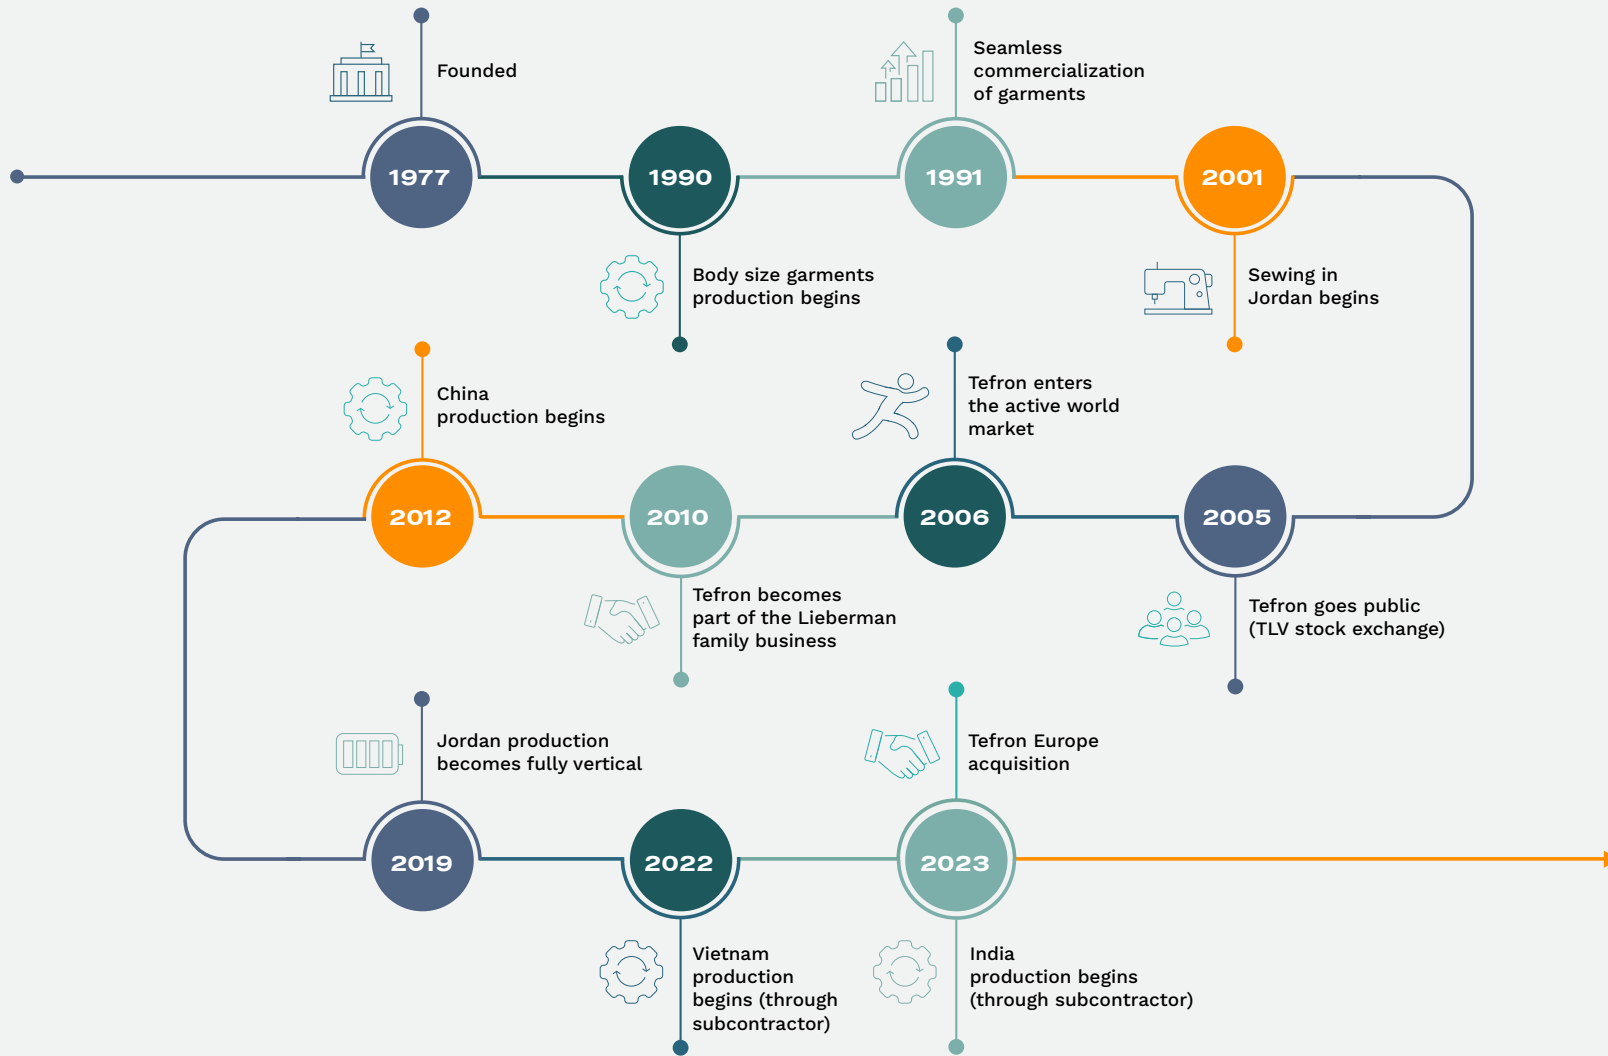 Founded
1977
1990
Body size garments
production begins
Seamless
commercialization
of garments
1991
2001
Sewing in
Jordan begins
2005
Tefron goes public
(TLV stock exchange)
Tefron enters
the active world
market
2006
2010
Tefron becomes
part of the Lieberman
family business
China
production begins
2012
Jordan production
becomes fully vertical
2019
2022
Vietnam
production
begins (through
subcontractor)
Tefron Europe
acquisition
2023
India
production begins
(through subcontractor)